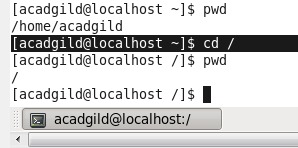 [acadgild@localhost ~]$ pwd
/home/acadgild
[acadgild@localhost ~]$ cd /
[acadgild@localhost /]$ pwd
/
[acadgild@localhost /]$
acadgild@localhost:/